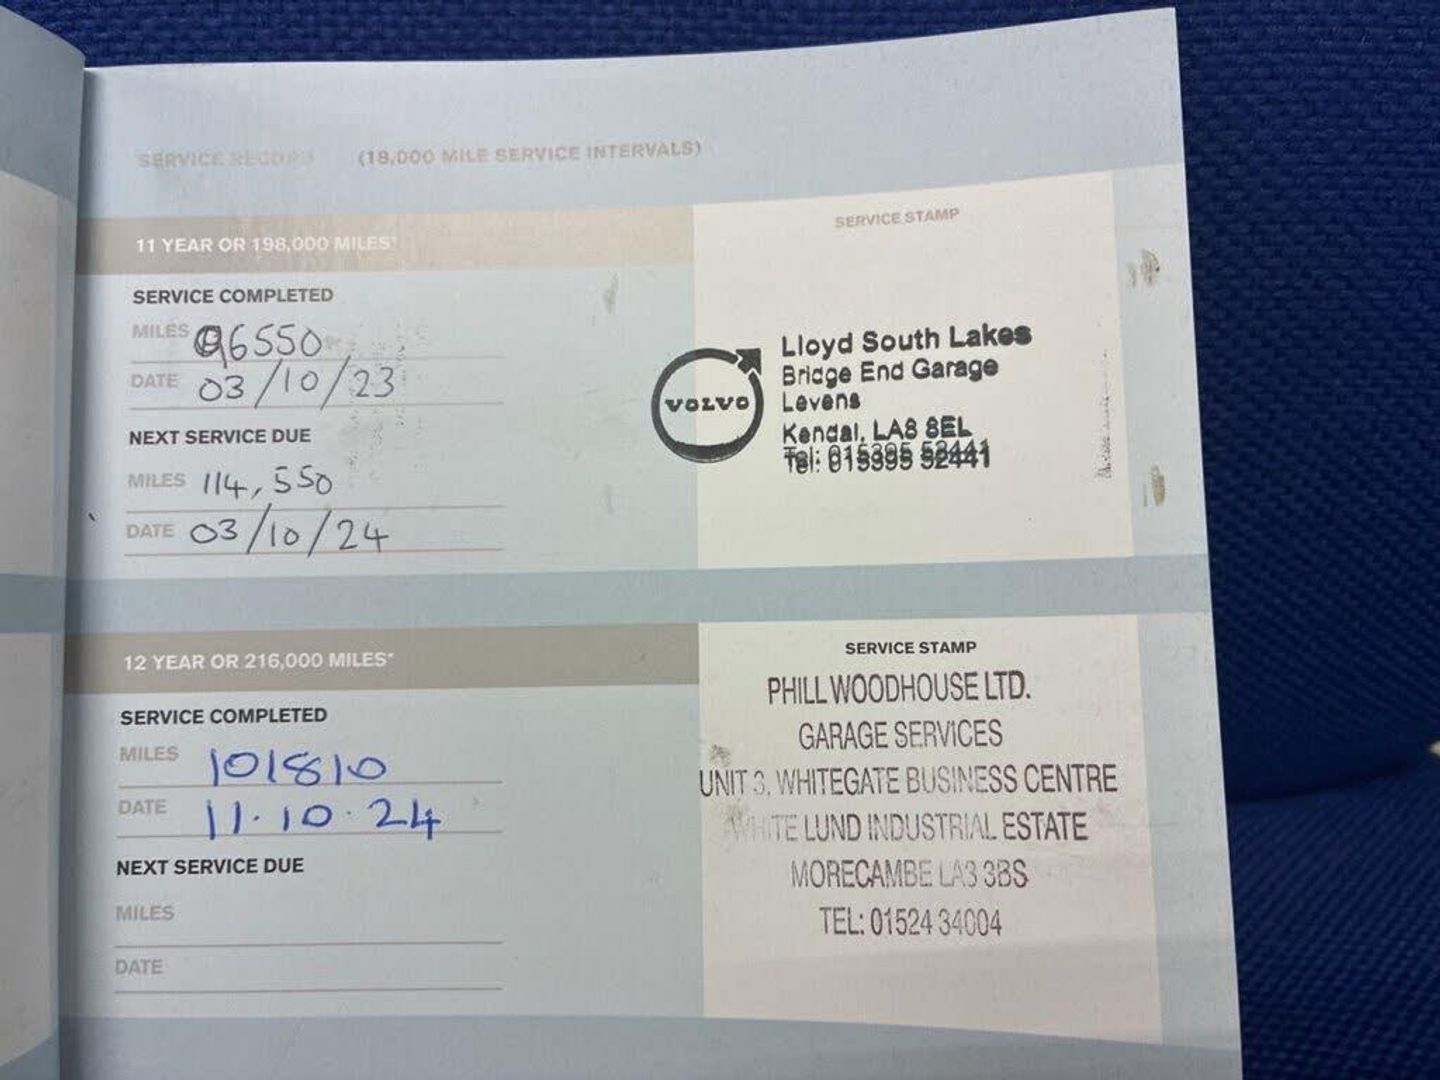 SERVICE RECORD (18,000 MILE SERVICE INTERVALS)
11 YEAR OR 198,000 MILES*
SERVICE COMPLETED
MILES 96550
DATE 03/10/23
NEXT SERVICE DUE
MILES 114,550
DATE 03/10/24
SERVICE STAMP
VOLVO
Lloyd South Lakes
Bridge End Garage
Levens
Kendal, LA8 8EL
Tel: 015395 52441
12 YEAR OR 216,000 MILES*
SERVICE COMPLETED
MILES 101810
DATE 11.10.24
NEXT SERVICE DUE
MILES
DATE
SERVICE STAMP
PHILL WOODHOUSE LTD.
GARAGE SERVICES
UNIT 3, WHITEGATE BUSINESS CENTRE
WHITE LUND INDUSTRIAL ESTATE
MORECAMBE LA3 3BS
TEL: 01524 34004